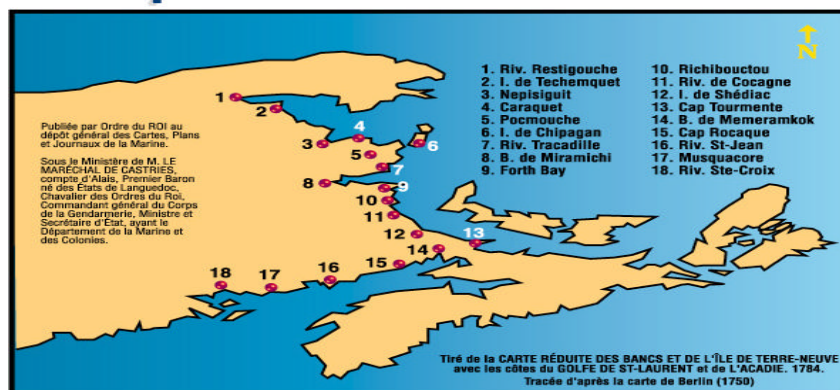 N
1. Riv. Restigouche
2. I. de Techemquet
3. Nepisiguit
4. Caraquet
5. Pocmouche
6. I. de Chipagan
7. Riv. Tracadille
8. B. de Miramichi
9. Forth Bay
10. Richibouctou
11. Riv. de Cocagne
12. I. de Shédiac
13. Cap Tourmente
14. B. de Memeramkok
15. Cap Rocaque
16. Riv. St-Jean
17. Musquacore
18. Riv. Ste-Croix
Publiée par Ordre du ROI au
dépôt général des Cartes, Plans
et Journaux de la Marine.
Sous le Ministère de M. LE
MARÉCHAL DE CASTRIES,
compte d'Alais, Premier Baron
né des États de Languedoc,
Chavalier des Ordres du Roi,
Commandant général du Corps
de la Gendarmerie, Ministre et
Secrétaire d'État, ayant le
Département de la Marine et
des Colonies.
1
2
3
4
5
6
7
8
9
10
11
12
13
14
15
16
17
18
Tiré de la CARTE RÉDUITE DES BANCS ET DE L'ÎLE DE TERRE-NEUVE
avec les côtes du GOLFE DE ST-LAURENT et de L'ACADIE. 1784.
Tracée d'après la carte de Berlin (1750)